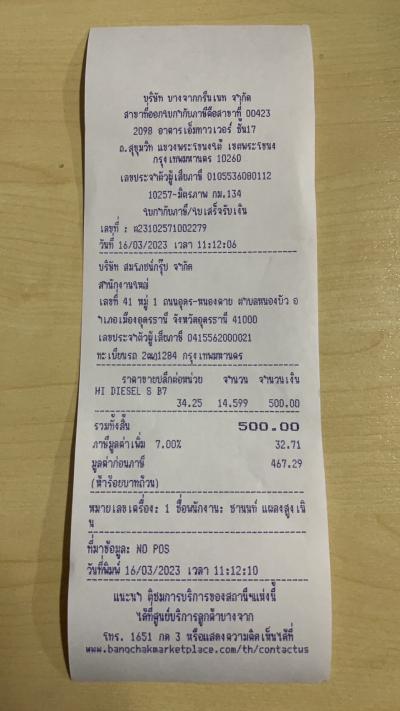 บริษัท บางจากกรีนเนท จำกัด
สาขาที่ออกใบกำกับภาษีคือสาขาที่ 00423
2098 อาคารเอ็มทาวเวอร์ ชั้น17
ถ.สุขุมวิท แขวงพระโขนงใต้ เขตพระโขนง
กรุงเทพมหานคร 10260
เลขประจำตัวผู้เสียภาษี 0105536080112
10257-มิตรภาพ กม.134
ใบกำกับภาษี/ใบเสร็จรับเงิน
เลขที่ : #23102571002279
วันที่ 16/03/2023 เวลา 11:12:06
บริษัท สมโภชน์กรุ๊ป จำกัด
สำนักงานใหญ่
เลขที่ 41 หมู่ 1 ถนนอุดร-หนองคาย ตำบลหนองบัว อ
ำเภอเมืองอุดรธานี จังหวัดอุดรธานี 41000
เลขประจำตัวผู้เสียภาษี 0415562000021
ทะเบียนรถ 2ฒญ1284 กรุงเทพมหานคร
ราคาขายปลีกต่อหน่วย จำนวน จำนวนเงิน
HI DIESEL S B7
34.25 14.599 500.00
รวมทั้งสิ้น 500.00
ภาษีมูลค่าเพิ่ม 7.00% 32.71
มูลค่าก่อนภาษี 467.29
(ห้าร้อยบาทถ้วน)
หมายเลขเครื่อง: 1 ชื่อพนักงาน: ชานนท์ แผลงสูงเนิ
น
ที่มาข้อมูล: NO POS
วันที่พิมพ์ 16/03/2023 เวลา 11:12:10
แนะนำ ติชมการบริการของสถานีฯแห่งนี้
ได้ที่ศูนย์บริการลูกค้าบางจาก
โทร. 1651 กด 3 หรือแสดงความคิดเห็นได้ที่
www.bangchakmarketplace.com/th/contactus